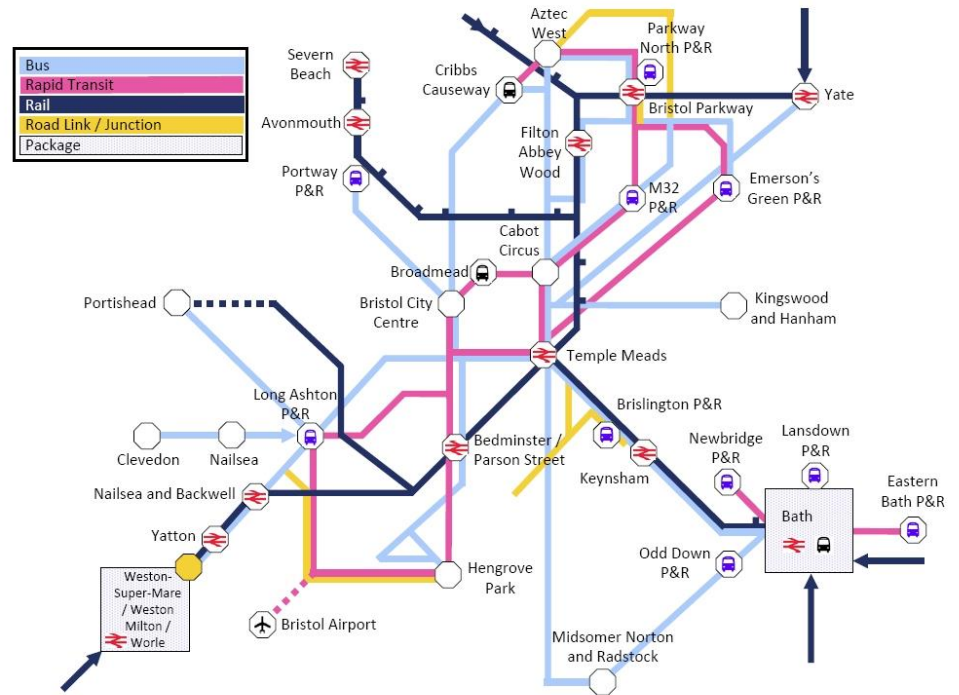 Aztec
West
Parkway
North P&R
Severn
Beach
Cribbs
Causeway
Bus
Rapid Transit
Rail
Road Link / Junction
Package
Yate
Bristol Parkway
Avonmouth
Filton
Abbey
Wood
Portway
P&R
M32
P&R
Emerson's
Green P&R
Cabot
Circus
Broadmead
Portishead
Bristol City
Centre
Kingswood
and Hanham
Temple Meads
Long Ashton
P&R
Brislington P&R
Clevedon
Nailsea
Bedminster /
Parson Street
Keynsham
Newbridge
P&R
Lansdown
P&R
Eastern
Bath P&R
Nailsea and Backwell
Bath
Yatton
Odd Down
P&R
Weston-
Super-Mare
/ Weston
Milton /
Worle
Hengrove
Park
Bristol Airport
Midsomer Norton
and Radstock